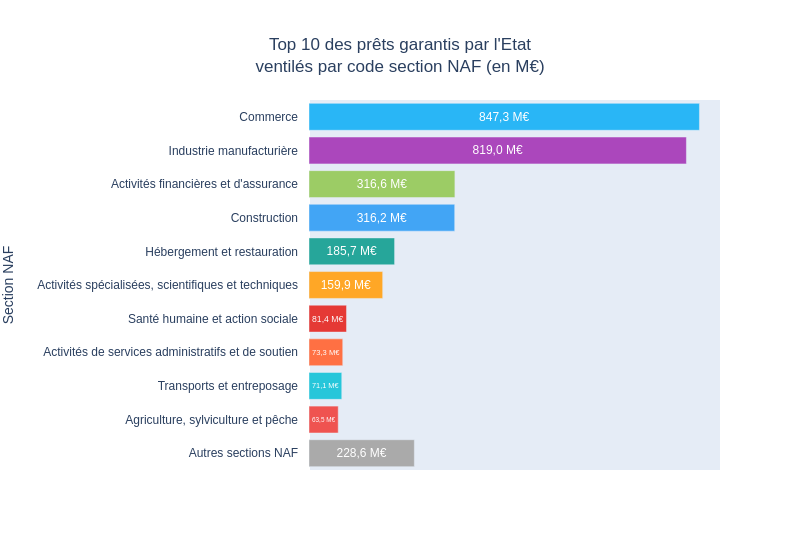 Top 10 des prêts garantis par l'Etat
ventilés par code section NAF (en M€)
Section NAF
Commerce 847,3 M€
Industrie manufacturière 819,0 M€
Activités financières et d'assurance 316,6 M€
Construction 316,2 M€
Hébergement et restauration 185,7 M€
Activités spécialisées, scientifiques et techniques 159,9 M€
Santé humaine et action sociale 81,4 M€
Activités de services administratifs et de soutien 73,3 M€
Transports et entreposage 71,1 M€
Agriculture, sylviculture et pêche 63,5 M€
Autres sections NAF 228,6 M€